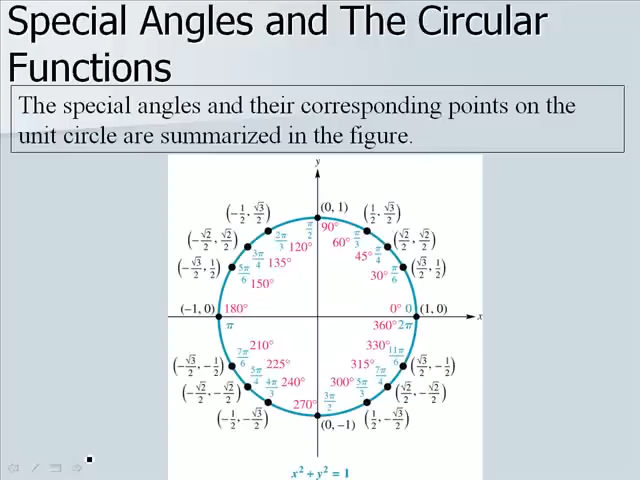 Special Angles and The Circular
Functions
The special angles and their corresponding points on the
unit circle are summarized in the figure.
y
(0, 1)
(-1/2, √3/2)
(1/2, √3/2)
π/2
90°
(-√2/2, √2/2)
2π/3
120°
60°
π/3
(√2/2, √2/2)
3π/4
135°
45°
π/4
(-√3/2, 1/2)
5π/6
150°
30°
π/6
(√3/2, 1/2)
(-1, 0)
180°
0° 0
(1, 0)
π
360° 2π
x
210°
330°
(-√3/2, -1/2)
7π/6
225°
315°
11π/6
(√3/2, -1/2)
(-√2/2, -√2/2)
5π/4
4π/3
240°
300°
5π/3
7π/4
(√2/2, -√2/2)
270°
3π/2
(-1/2, -√3/2)
(0, -1)
(1/2, -√3/2)
x² + y² = 1